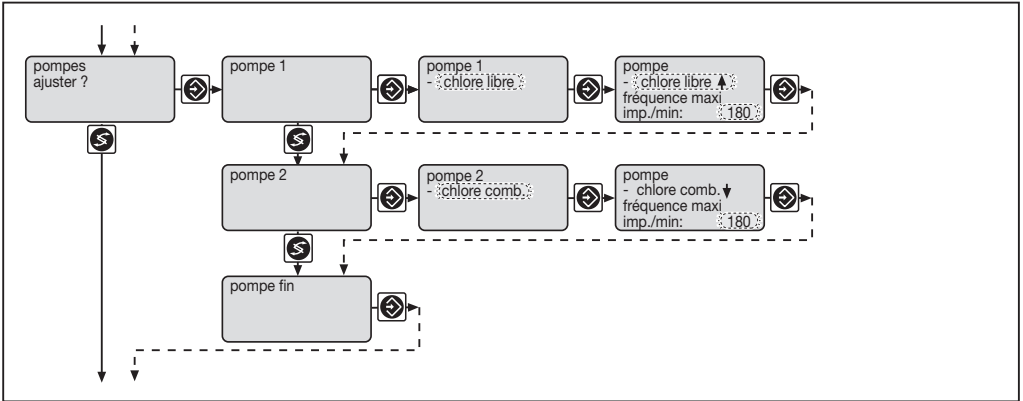 pompes
ajuster ?
pompe 1
pompe 1
- chlore libre
pompe
- chlore libre
fréquence maxi
imp./min: 180
pompe 2
pompe 2
- chlore comb.
pompe
- chlore comb.
fréquence maxi
imp./min: 180
pompe fin